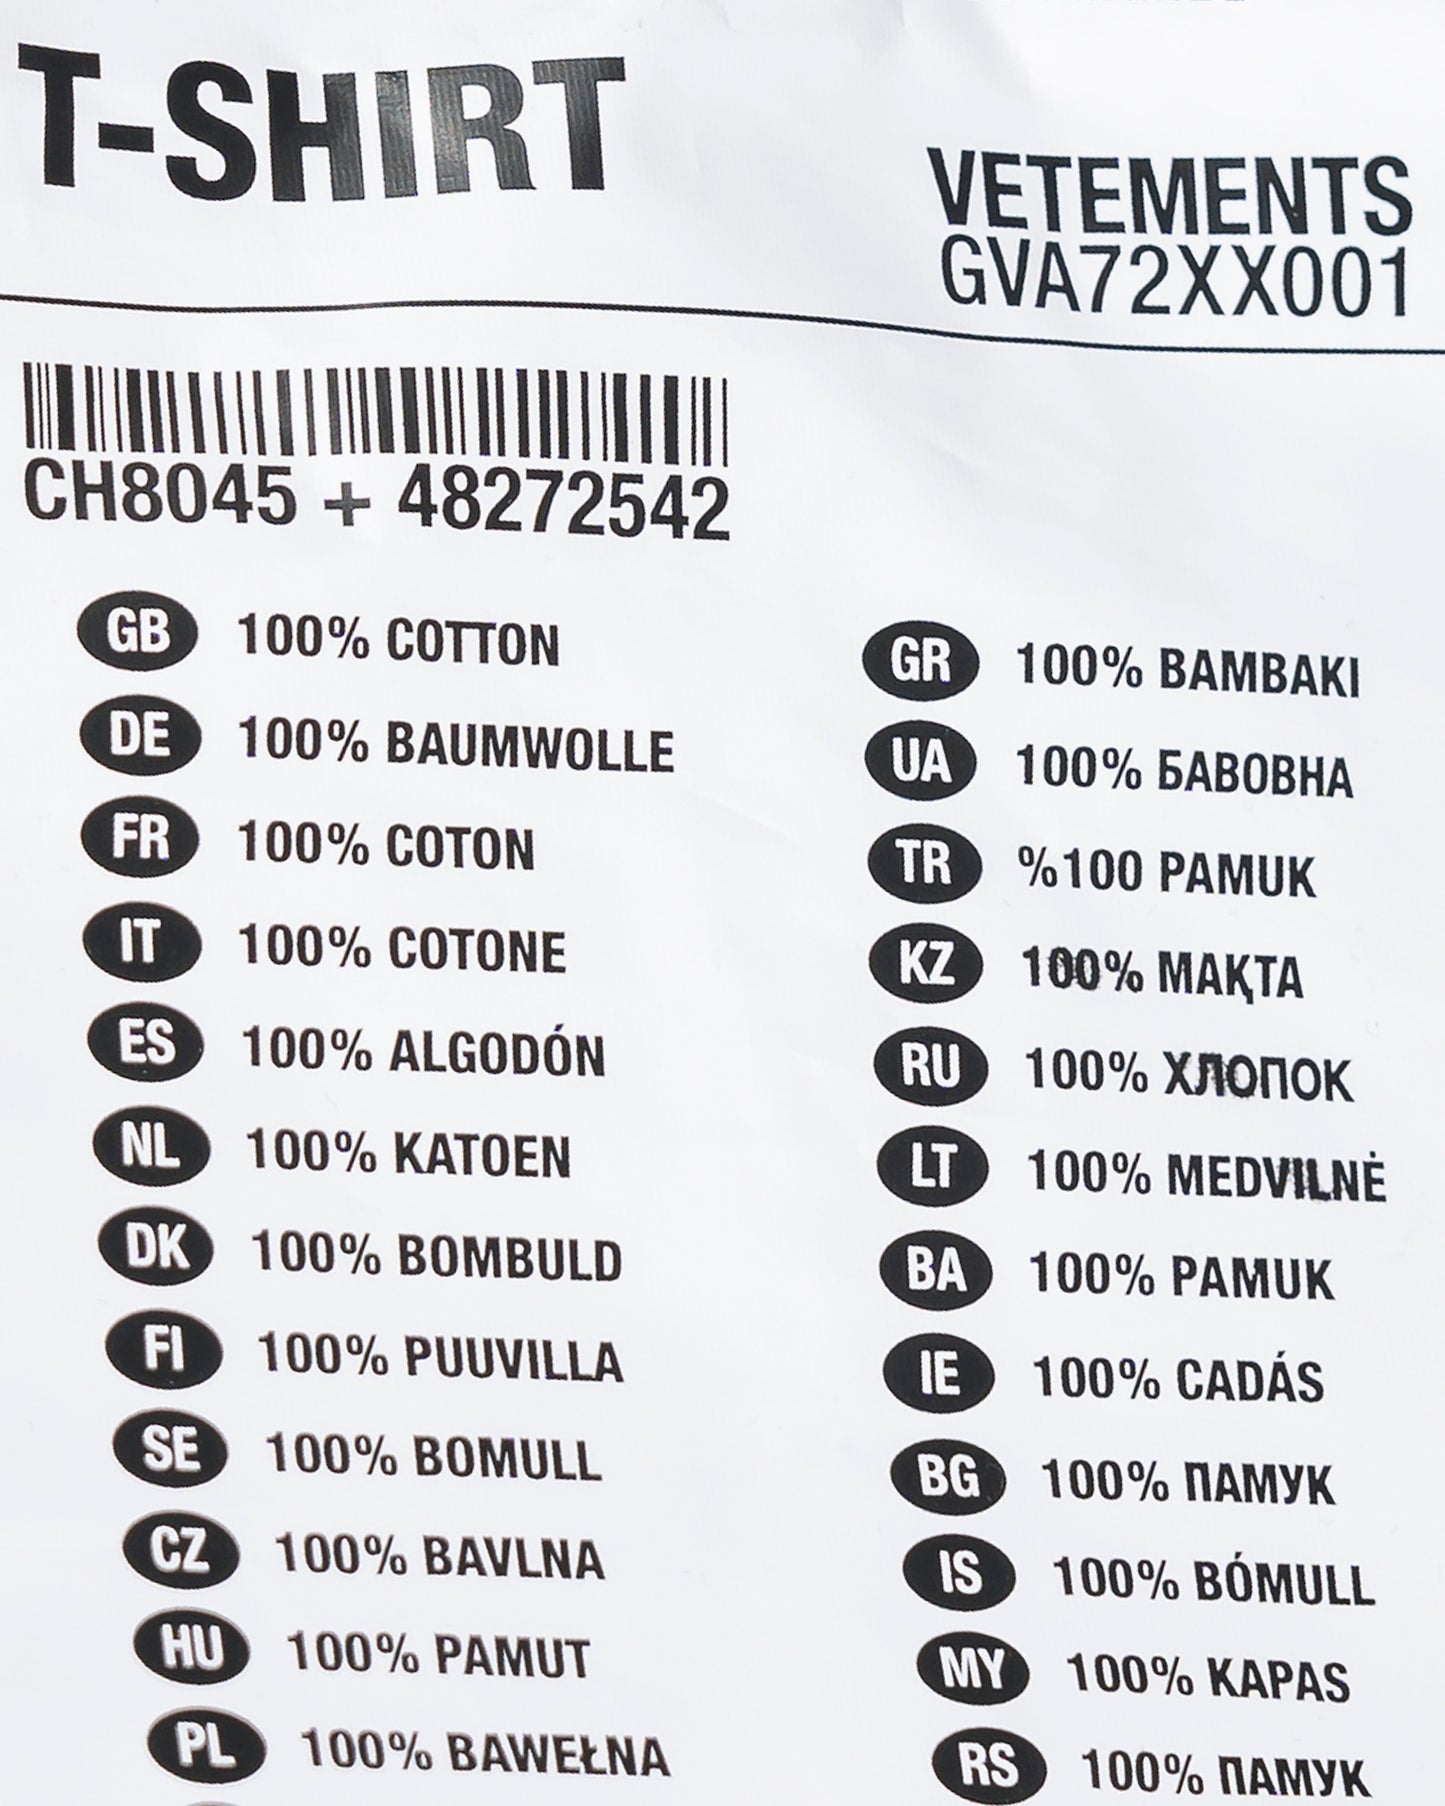 T-SHIRT
VETEMENTS
GVA72XX001
CH8045 + 48272542
GB 100% COTTON
DE 100% BAUMWOLLE
FR 100% COTON
IT 100% COTONE
ES 100% ALGODÓN
NL 100% KATOEN
DK 100% BOMBULD
FI 100% PUUVILLA
SE 100% BOMULL
CZ 100% BAVLNA
HU 100% PAMUT
PL 100% BAWEŁNA
GR 100% BAMBAKI
UA 100% БАВОВНА
TR %100 PAMUK
KZ 100% МАҚТА
RU 100% ХЛОПОК
LT 100% MEDVILNĖ
BA 100% PAMUK
IE 100% CADÁS
BG 100% ПАМУК
IS 100% BÓMULL
MY 100% KAPAS
RS 100% ПАМУК